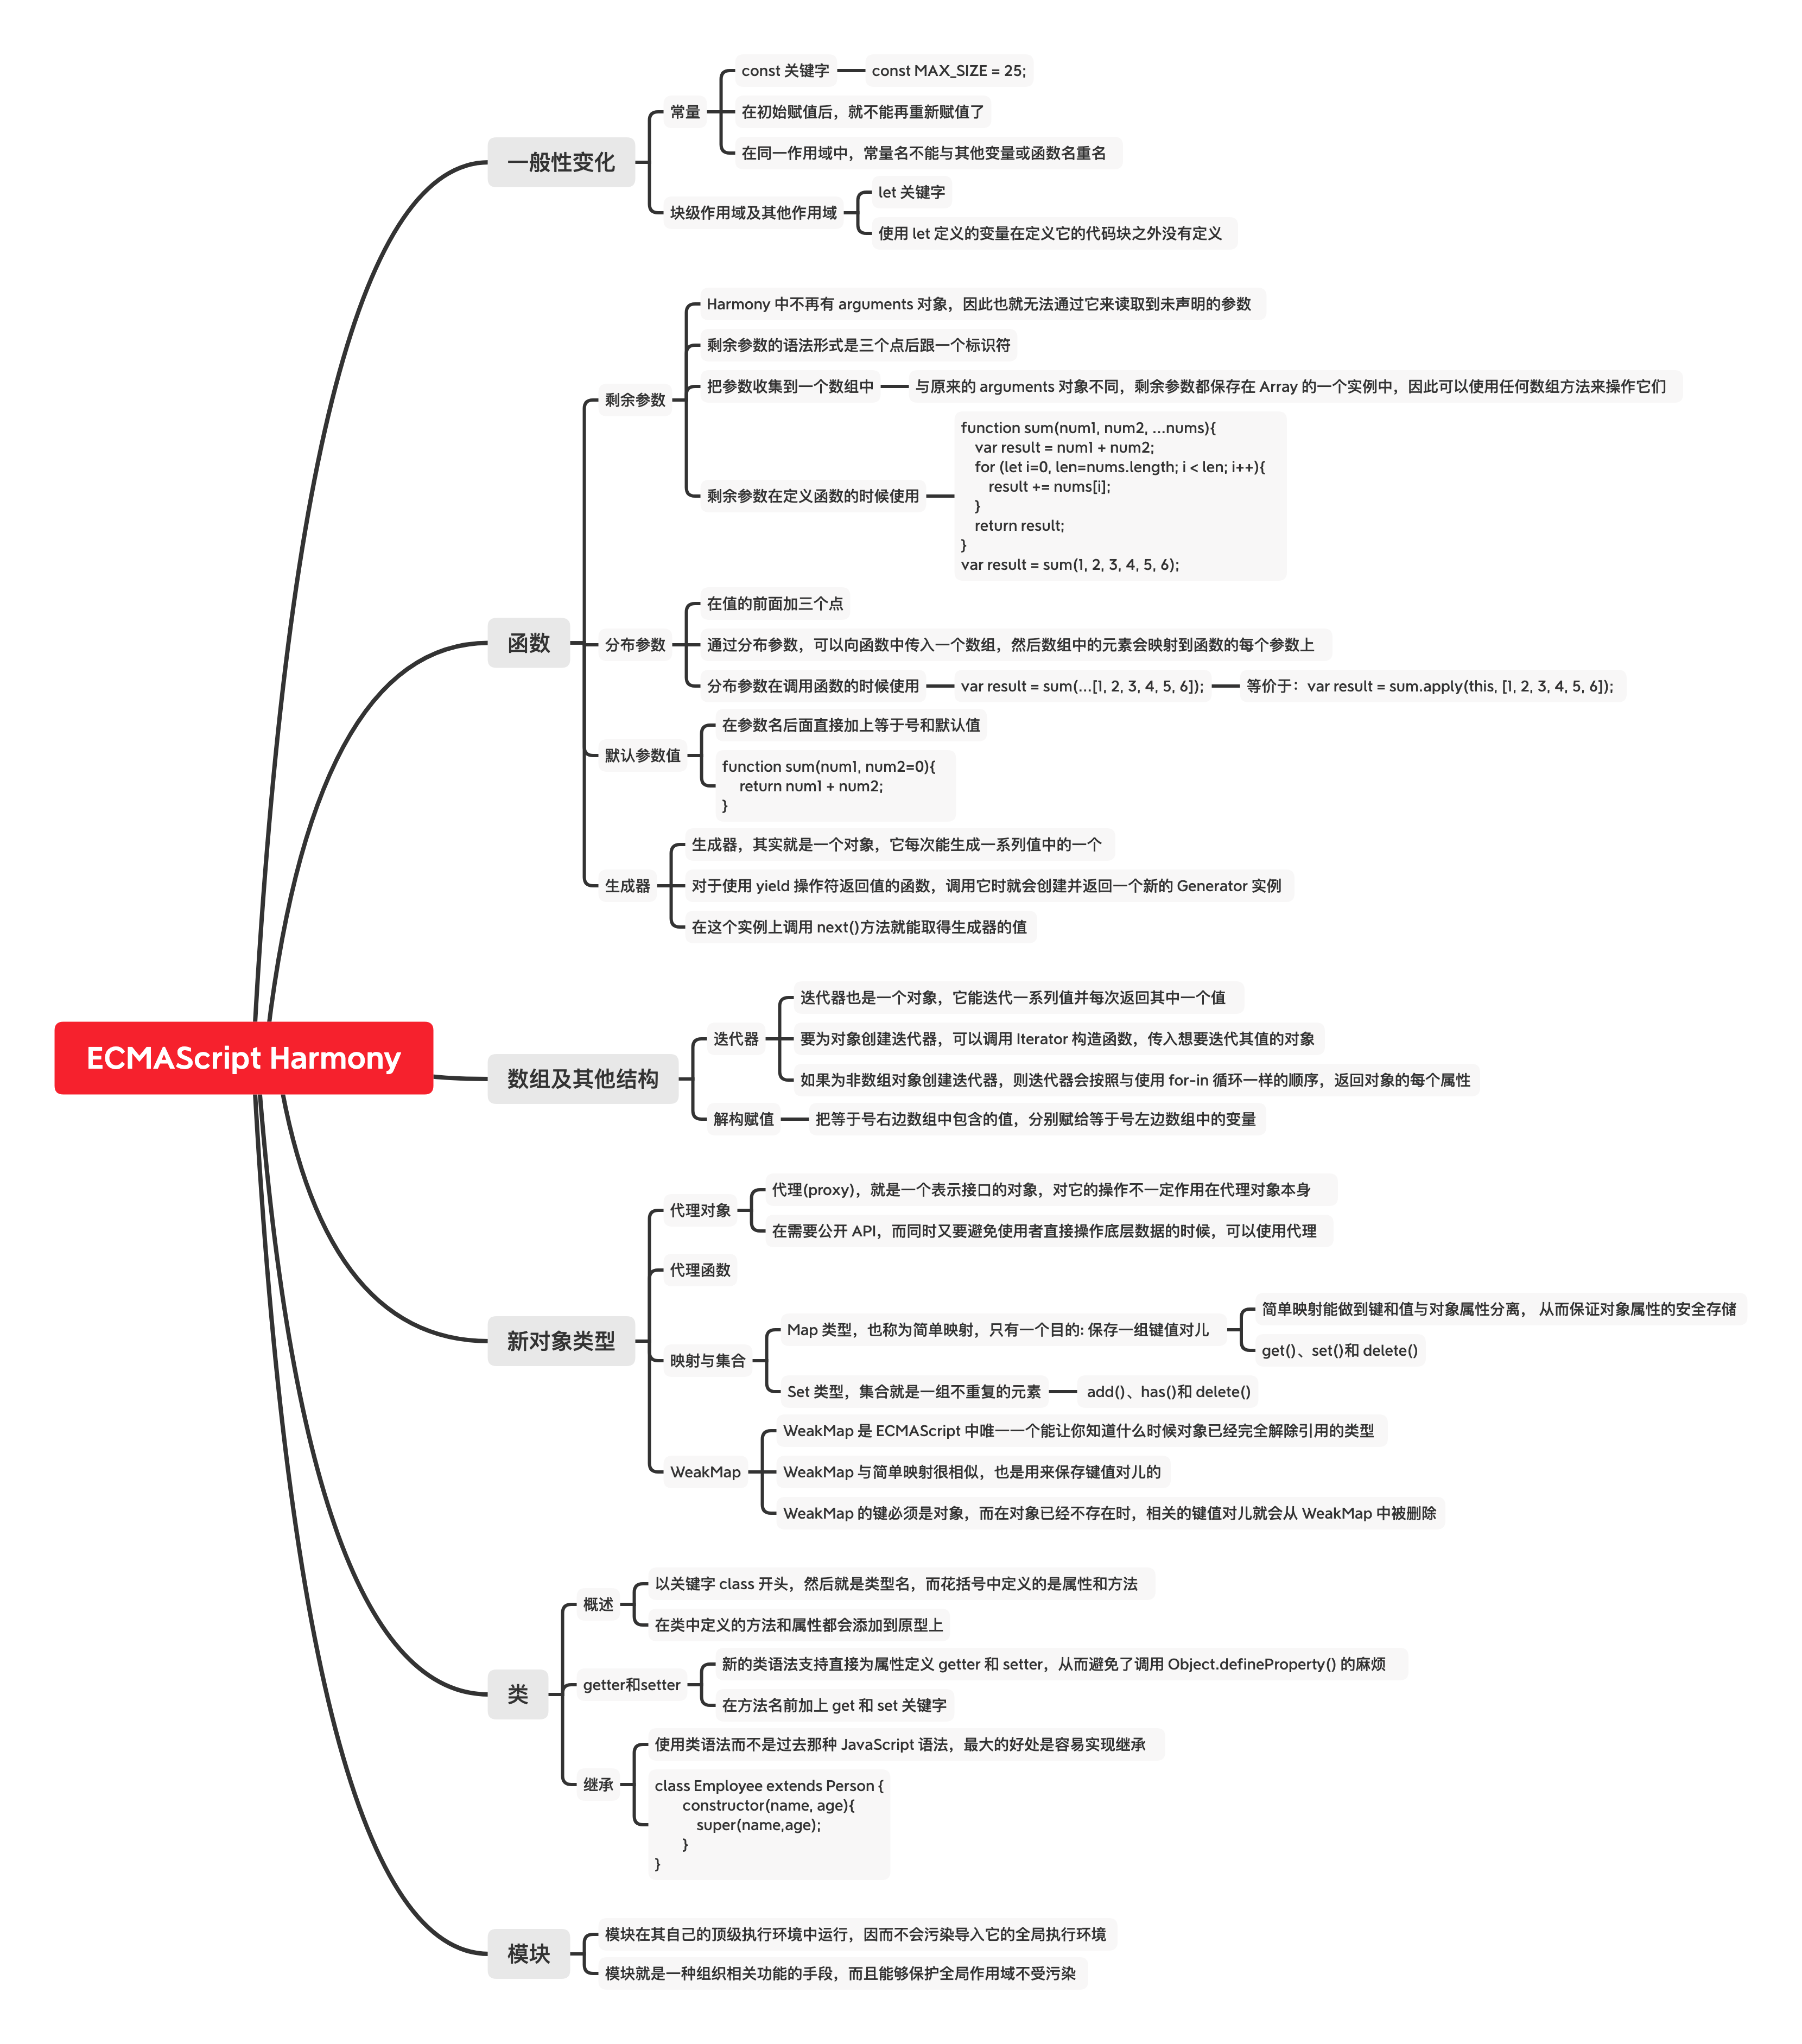 ECMAScript Harmony
一般性变化
常量
const 关键字
const MAX_SIZE = 25;
在初始赋值后，就不能再重新赋值了
在同一作用域中，常量名不能与其他变量或函数名重名
块级作用域及其他作用域
let 关键字
使用 let 定义的变量在定义它的代码块之外没有定义
函数
剩余参数
Harmony 中不再有 arguments 对象，因此也就无法通过它来读取到未声明的参数
剩余参数的语法形式是三个点后跟一个标识符
把参数收集到一个数组中
与原来的 arguments 对象不同，剩余参数都保存在 Array 的一个实例中，因此可以使用任何数组方法来操作它们
剩余参数在定义函数的时候使用
function sum(num1, num2, ...nums){
var result = num1 + num2;
for (let i=0, len=nums.length; i < len; i++){
result += nums[i];
}
return result;
}
var result = sum(1, 2, 3, 4, 5, 6);
分布参数
在值的前面加三个点
通过分布参数，可以向函数中传入一个数组，然后数组中的元素会映射到函数的每个参数上
分布参数在调用函数的时候使用
var result = sum(...[1, 2, 3, 4, 5, 6]);
等价于：var result = sum.apply(this, [1, 2, 3, 4, 5, 6]);
默认参数值
在参数名后面直接加上等于号和默认值
function sum(num1, num2=0){
return num1 + num2;
}
生成器
生成器，其实就是一个对象，它每次能生成一系列值中的一个
对于使用 yield 操作符返回值的函数，调用它时就会创建并返回一个新的 Generator 实例
在这个实例上调用 next()方法就能取得生成器的值
数组及其他结构
迭代器
迭代器也是一个对象，它能迭代一系列值并每次返回其中一个值
要为对象创建迭代器，可以调用 Iterator 构造函数，传入想要迭代其值的对象
如果为非数组对象创建迭代器，则迭代器会按照与使用 for-in 循环一样的顺序，返回对象的每个属性
解构赋值
把等于号右边数组中包含的值，分别赋给等于号左边数组中的变量
新对象类型
代理对象
代理(proxy)，就是一个表示接口的对象，对它的操作不一定作用在代理对象本身
在需要公开 API，而同时又要避免使用者直接操作底层数据的时候，可以使用代理
代理函数
映射与集合
Map 类型，也称为简单映射，只有一个目的: 保存一组键值对儿
简单映射能做到键和值与对象属性分离， 从而保证对象属性的安全存储
get()、set()和 delete()
Set 类型，集合就是一组不重复的元素
add()、has()和 delete()
WeakMap
WeakMap 是 ECMAScript 中唯一一个能让你知道什么时候对象已经完全解除引用的类型
WeakMap 与简单映射很相似，也是用来保存键值对儿的
WeakMap 的键必须是对象，而在对象已经不存在时，相关的键值对儿就会从 WeakMap 中被删除
类
概述
以关键字 class 开头，然后就是类型名，而花括号中定义的是属性和方法
在类中定义的方法和属性都会添加到原型上
getter和setter
新的类语法支持直接为属性定义 getter 和 setter，从而避免了调用 Object.defineProperty() 的麻烦
在方法名前加上 get 和 set 关键字
继承
使用类语法而不是过去那种 JavaScript 语法，最大的好处是容易实现继承
class Employee extends Person {
constructor(name, age){
super(name,age);
}
}
模块
模块在其自己的顶级执行环境中运行，因而不会污染导入它的全局执行环境
模块就是一种组织相关功能的手段，而且能够保护全局作用域不受污染